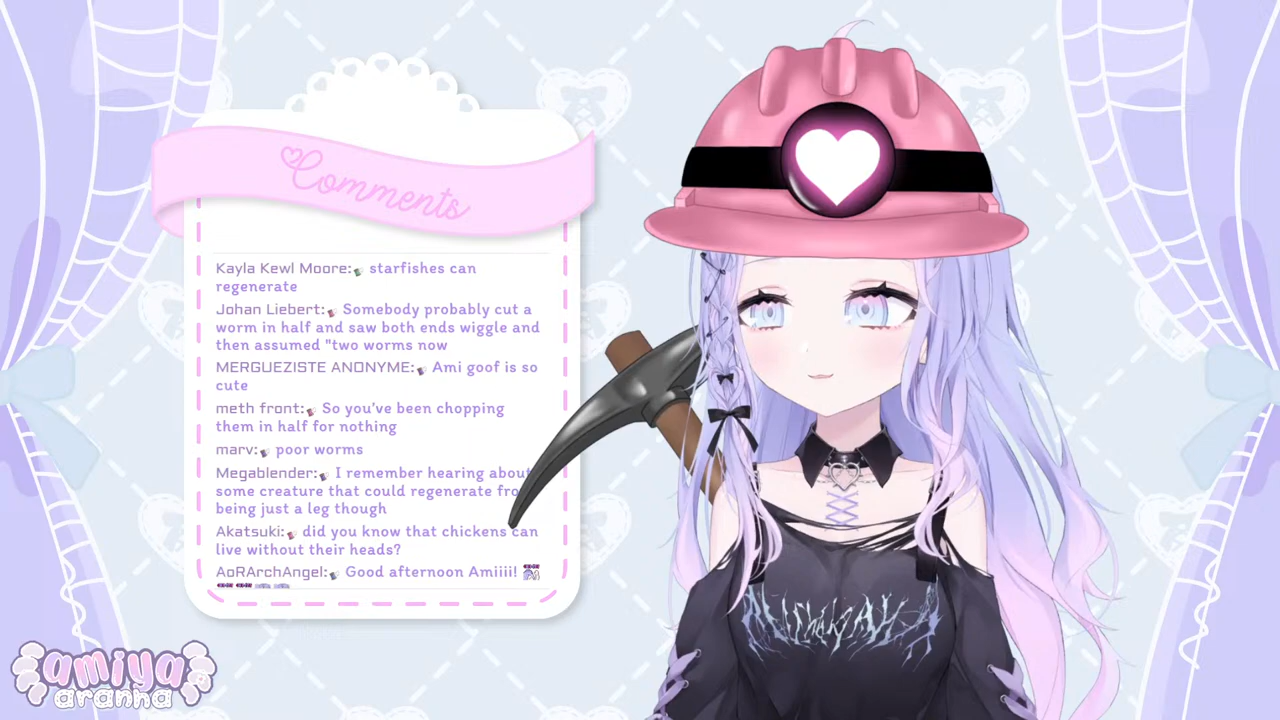 Comments
Kayla Kewl Moore: starfishes can
regenerate
Johan Liebert: Somebody probably cut a
worm in half and saw both ends wiggle and
then assumed "two worms now
MERGUEZISTE ANONYME: Ami goof is so
cute
meth front: So you've been chopping
them in half for nothing
marv: poor worms
Megablender: I remember hearing about
some creature that could regenerate fro
being just a leg though
Akatsuki: did you know that chickens can
live without their heads?
AoRArchAngel: Good afternoon Amiiii!
amiya
aranha